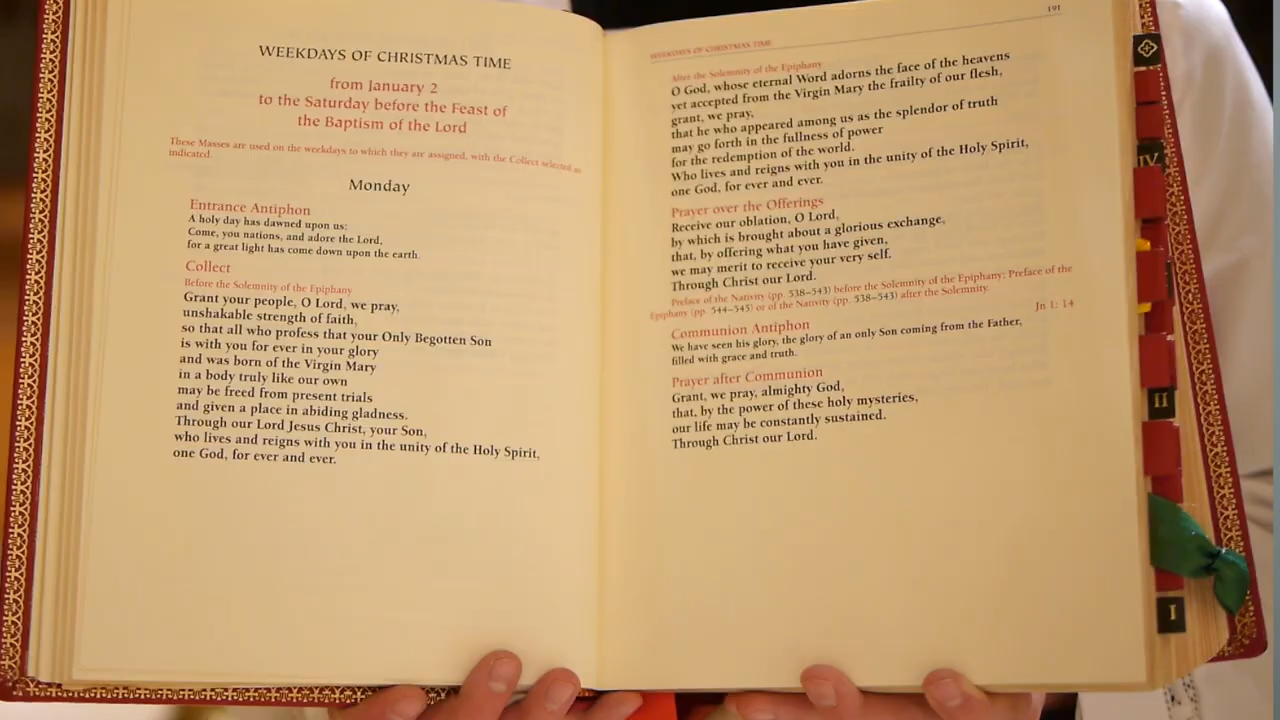 WEEKDAYS OF CHRISTMAS TIME
from January 2
to the Saturday before the Feast of
the Baptism of the Lord
These Masses are used on the weekdays to which they are assigned, with the Collect selected as
indicated.
Monday
Entrance Antiphon
A holy day has dawned upon us:
Come, you nations, and adore the Lord,
for a great light has come down upon the earth.
Collect
Before the Solemnity of the Epiphany
Grant your people, O Lord, we pray,
unshakable strength of faith,
so that all who profess that your Only Begotten Son
is with you for ever in your glory
and was born of the Virgin Mary
in a body truly like our own
may be freed from present trials
and given a place in abiding gladness.
Through our Lord Jesus Christ, your Son,
who lives and reigns with you in the unity of the Holy Spirit,
one God, for ever and ever.
191
WEEKDAYS OF CHRISTMAS TIME
After the Solemnity of the Epiphany
O God, whose eternal Word adorns the face of the heavens
yet accepted from the Virgin Mary the frailty of our flesh,
grant, we pray,
that he who appeared among us as the splendor of truth
may go forth in the fullness of power
for the redemption of the world.
Who lives and reigns with you in the unity of the Holy Spirit,
one God, for ever and ever.
Prayer over the Offerings
Receive our oblation, O Lord,
by which is brought about a glorious exchange,
that, by offering what you have given,
we may merit to receive your very self.
Through Christ our Lord.
Preface of the Nativity (pp. 538–543) before the Solemnity of the Epiphany; Preface of the
Epiphany (pp. 544–545) or of the Nativity (pp. 538–543) after the Solemnity.
Communion Antiphon Jn 1: 14
We have seen his glory, the glory of an only Son coming from the Father,
filled with grace and truth.
Prayer after Communion
Grant, we pray, almighty God,
that, by the power of these holy mysteries,
our life may be constantly sustained.
Through Christ our Lord.
IV
II
I